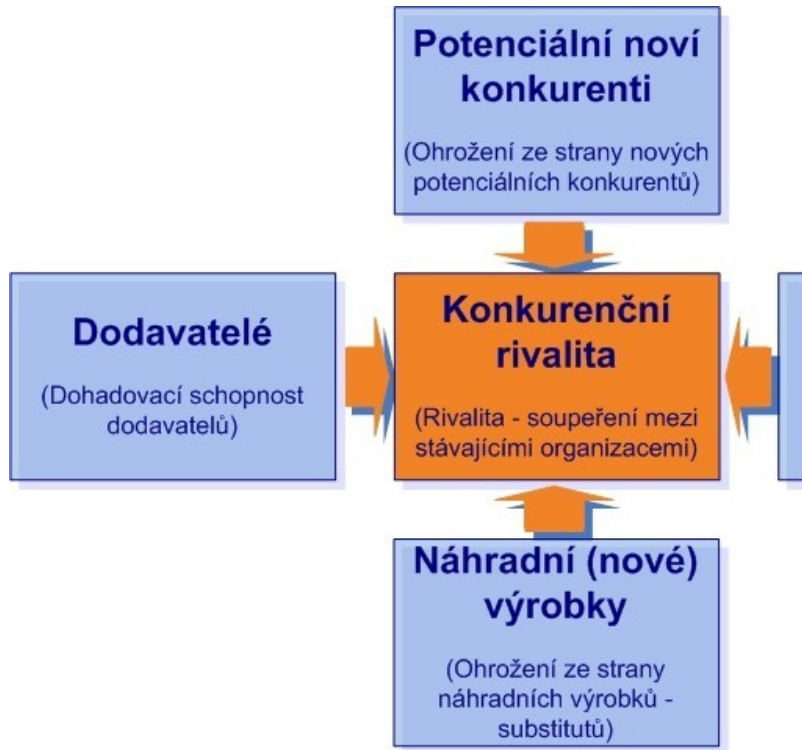 Potenciální noví
konkurenti
(Ohrožení ze strany nových
potenciálních konkurentů)
Dodavatelé
(Dohadovací schopnost
dodavatelů)
Konkurenční
rivalita
(Rivalita - soupeření mezi
stávajícími organizacemi)
Náhradní (nové)
výrobky
(Ohrožení ze strany
náhradních výrobků -
substitutů)